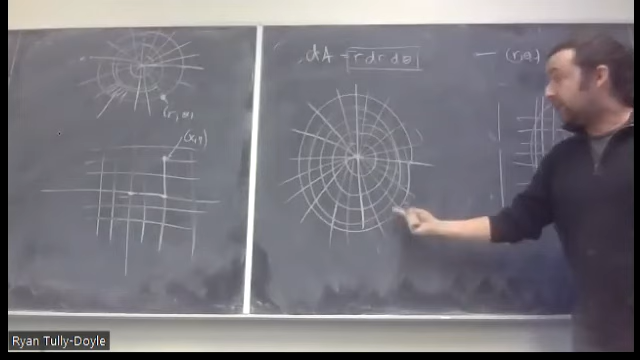 (r, θ)
(x, y)
dA = r dr dθ
(r, θ)
Ryan Tully-Doyle